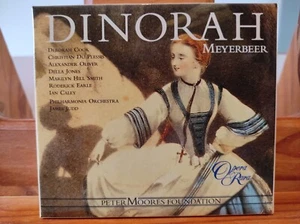 DINORAH
MEYERBEER
DEBORAH COOK
CHRISTIAN DU PLESSIS
ALEXANDER OLIVER
DELLA JONES
MARILYN HILL SMITH
RODERICK EARLE
IAN CALEY
PHILHARMONIA ORCHESTRA
JAMES JUDD
Opera
Rara
PETER MOORES FOUNDATION